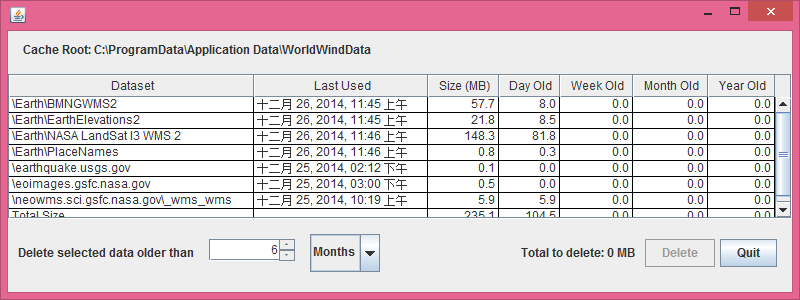 Cache Root: C:\ProgramData\Application Data\WorldWindData
Dataset Last Used Size (MB) Day Old Week Old Month Old Year Old
\Earth\BMNGWMS2 十二月 26, 2014, 11:45 上午 57.7 8.0 0.0 0.0 0.0
\Earth\EarthElevations2 十二月 26, 2014, 11:45 上午 21.8 8.5 0.0 0.0 0.0
\Earth\NASA LandSat I3 WMS 2 十二月 26, 2014, 11:46 上午 148.3 81.8 0.0 0.0 0.0
\Earth\PlaceNames 十二月 26, 2014, 11:46 上午 0.8 0.3 0.0 0.0 0.0
\earthquake.usgs.gov 十二月 25, 2014, 02:12 下午 0.1 0.0 0.0 0.0 0.0
\eoimages.gsfc.nasa.gov 十二月 25, 2014, 03:00 下午 0.5 0.0 0.0 0.0 0.0
\neowms.sci.gsfc.nasa.gov\_wms_wms 十二月 25, 2014, 10:19 上午 5.9 5.9 0.0 0.0 0.0
Total Size 235.1 104.5 0.0 0.0 0.0
Delete selected data older than 6 Months Total to delete: 0 MB Delete Quit